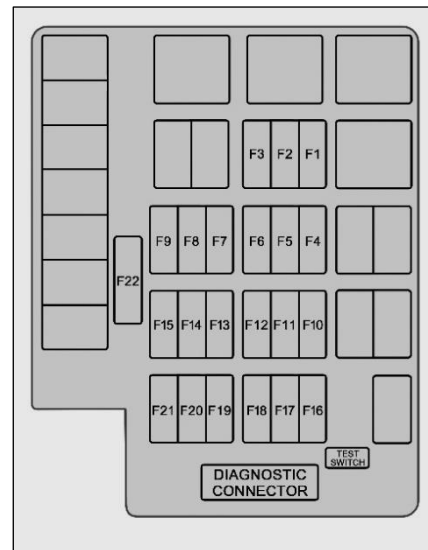 F3 F2 F1
F9 F8 F7 F6 F5 F4
F22
F15 F14 F13 F12 F11 F10
F21 F20 F19 F18 F17 F16
TEST
SWITCH
DIAGNOSTIC
CONNECTOR